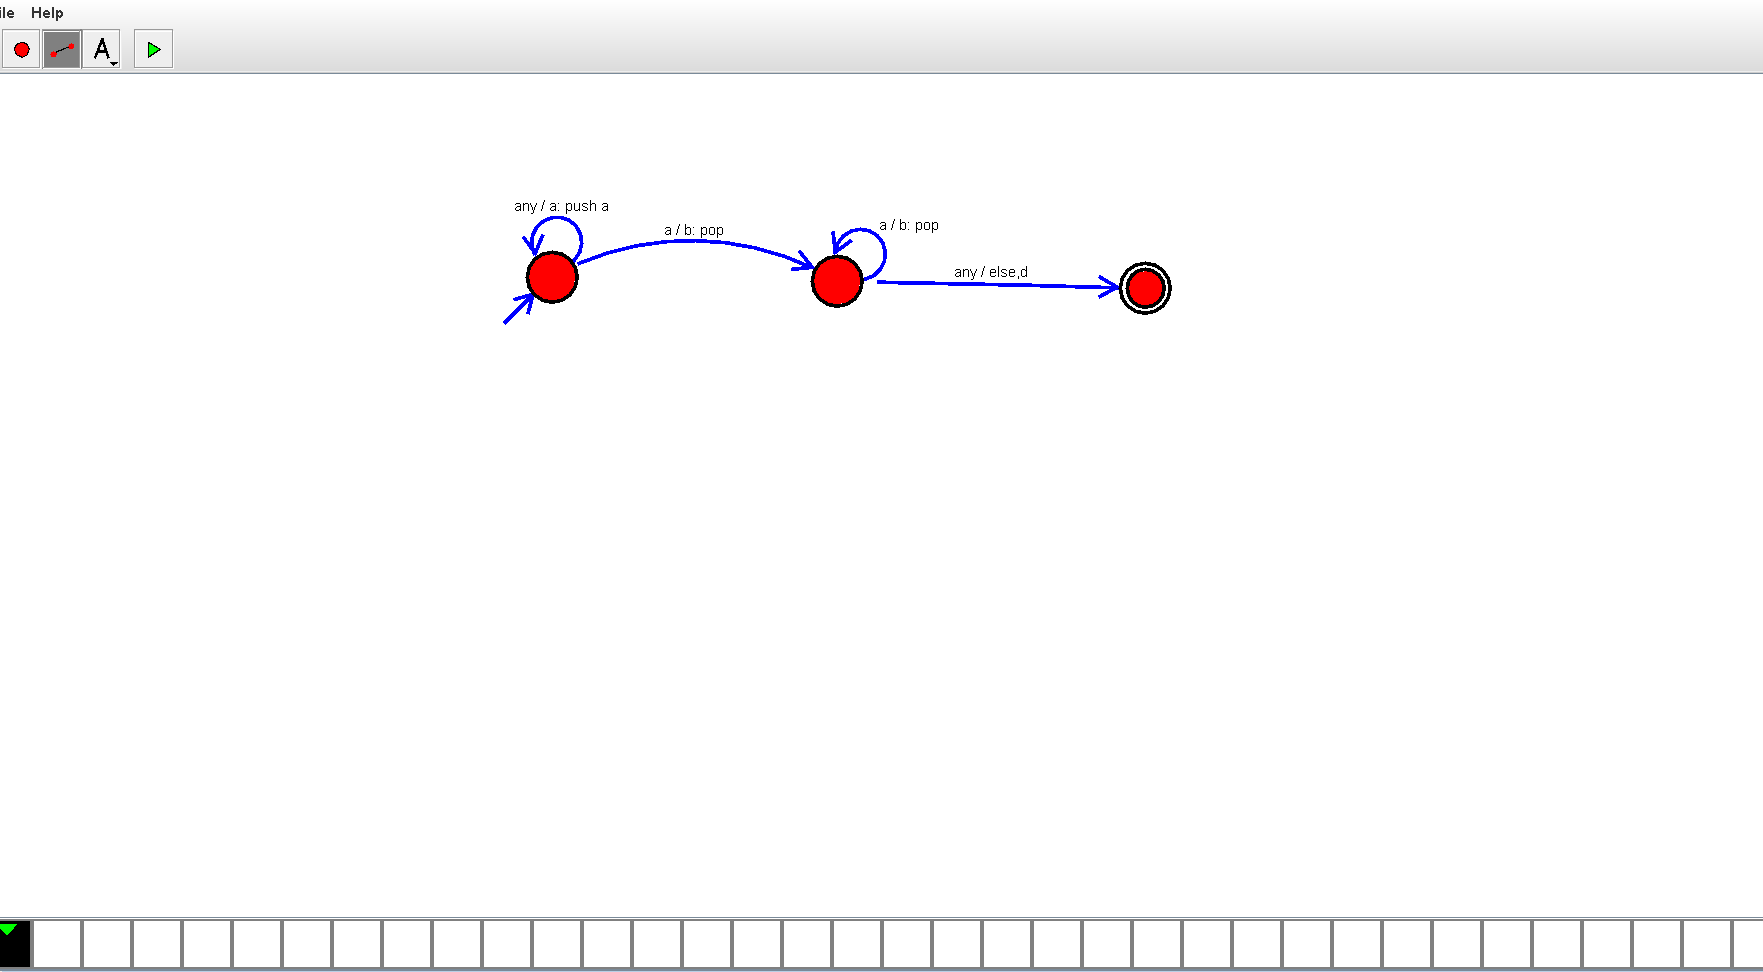 ile Help
A
any / a: push a
a / b: pop
a / b: pop
any / else,d